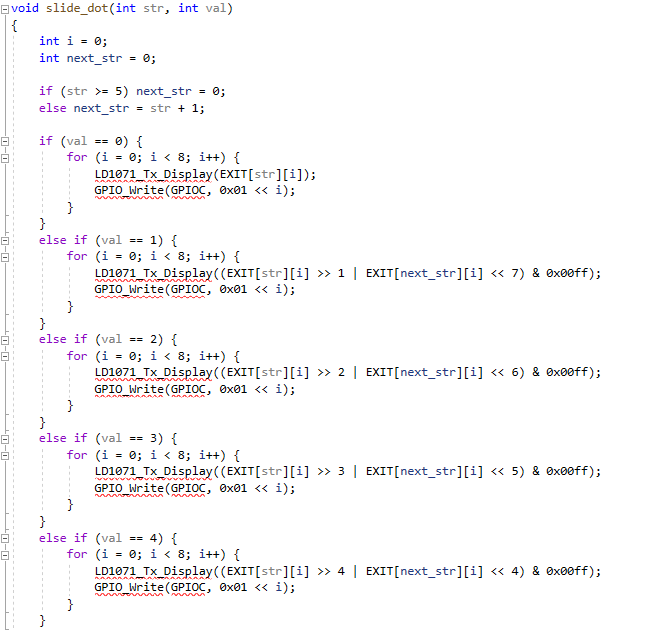 void slide_dot(int str, int val)
{
    int i = 0;
    int next_str = 0;

    if (str >= 5) next_str = 0;
    else next_str = str + 1;

    if (val == 0) {
        for (i = 0; i < 8; i++) {
            LD1071_Tx_Display(EXIT[str][i]);
            GPIO_Write(GPIOC, 0x01 << i);
        }
    }
    else if (val == 1) {
        for (i = 0; i < 8; i++) {
            LD1071_Tx_Display((EXIT[str][i] >> 1 | EXIT[next_str][i] << 7) & 0x00ff);
            GPIO_Write(GPIOC, 0x01 << i);
        }
    }
    else if (val == 2) {
        for (i = 0; i < 8; i++) {
            LD1071_Tx_Display((EXIT[str][i] >> 2 | EXIT[next_str][i] << 6) & 0x00ff);
            GPIO_Write(GPIOC, 0x01 << i);
        }
    }
    else if (val == 3) {
        for (i = 0; i < 8; i++) {
            LD1071_Tx_Display((EXIT[str][i] >> 3 | EXIT[next_str][i] << 5) & 0x00ff);
            GPIO_Write(GPIOC, 0x01 << i);
        }
    }
    else if (val == 4) {
        for (i = 0; i < 8; i++) {
            LD1071_Tx_Display((EXIT[str][i] >> 4 | EXIT[next_str][i] << 4) & 0x00ff);
            GPIO_Write(GPIOC, 0x01 << i);
        }
    }